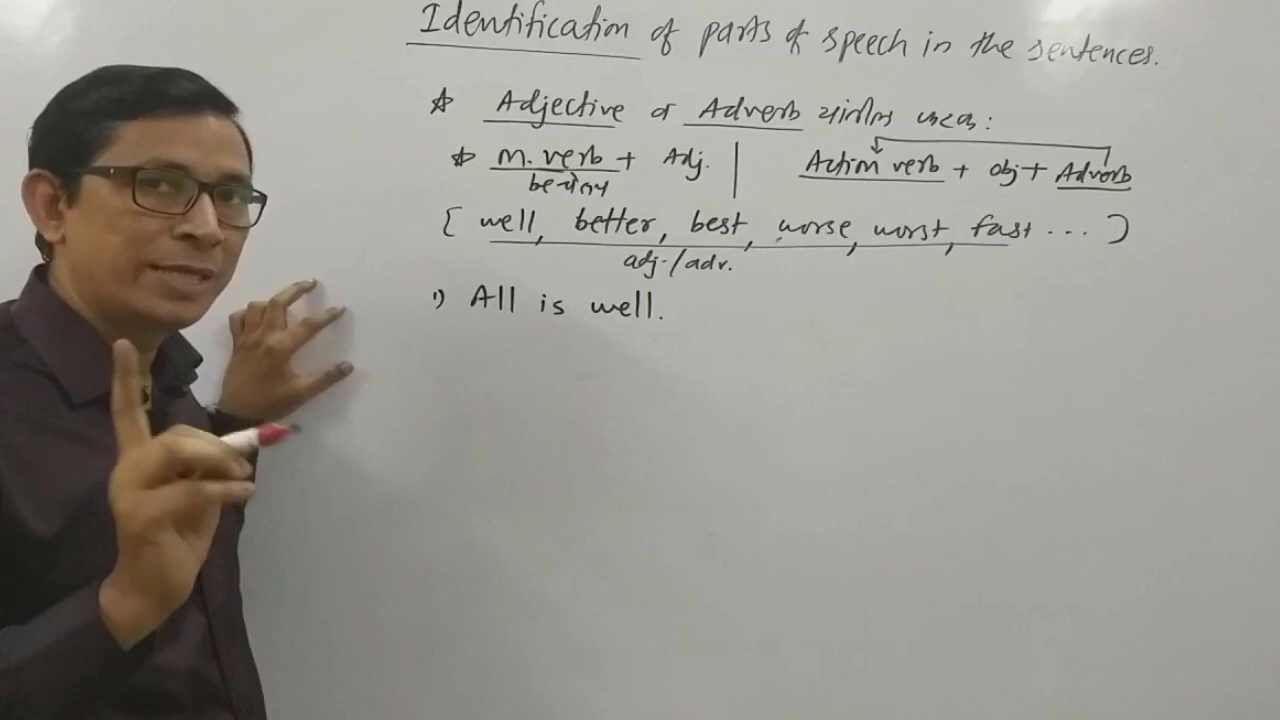 Identification of parts of speech in the sentences.
☆ Adjective or Adverb
☆ M. verb + Adj. | Action verb + obj + Adverb
be
[ well, better, best, worse, worst, fast ... )
adj./adv.
1) All is well.